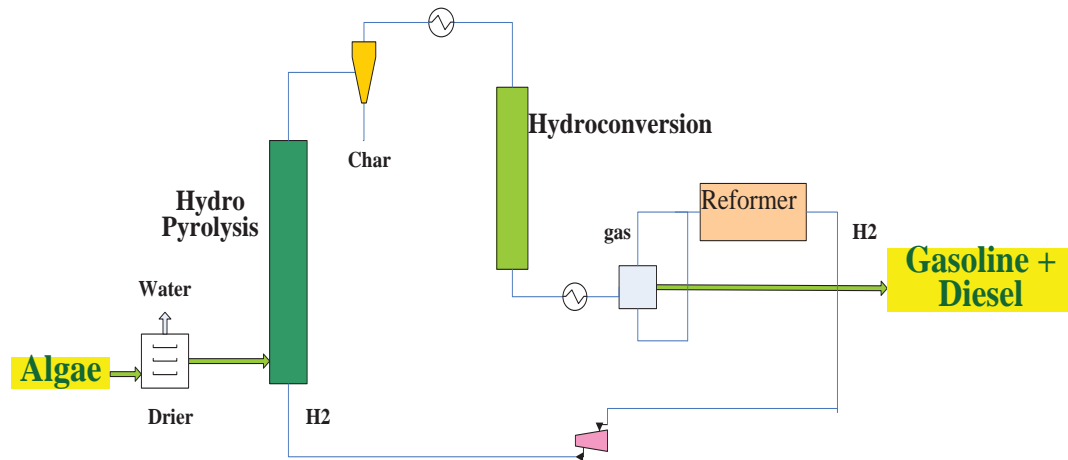 Char
Hydroconversion
Hydro
Pyrolysis
Reformer
gas
H2
Gasoline +
Diesel
Water
Algae
Drier
H2